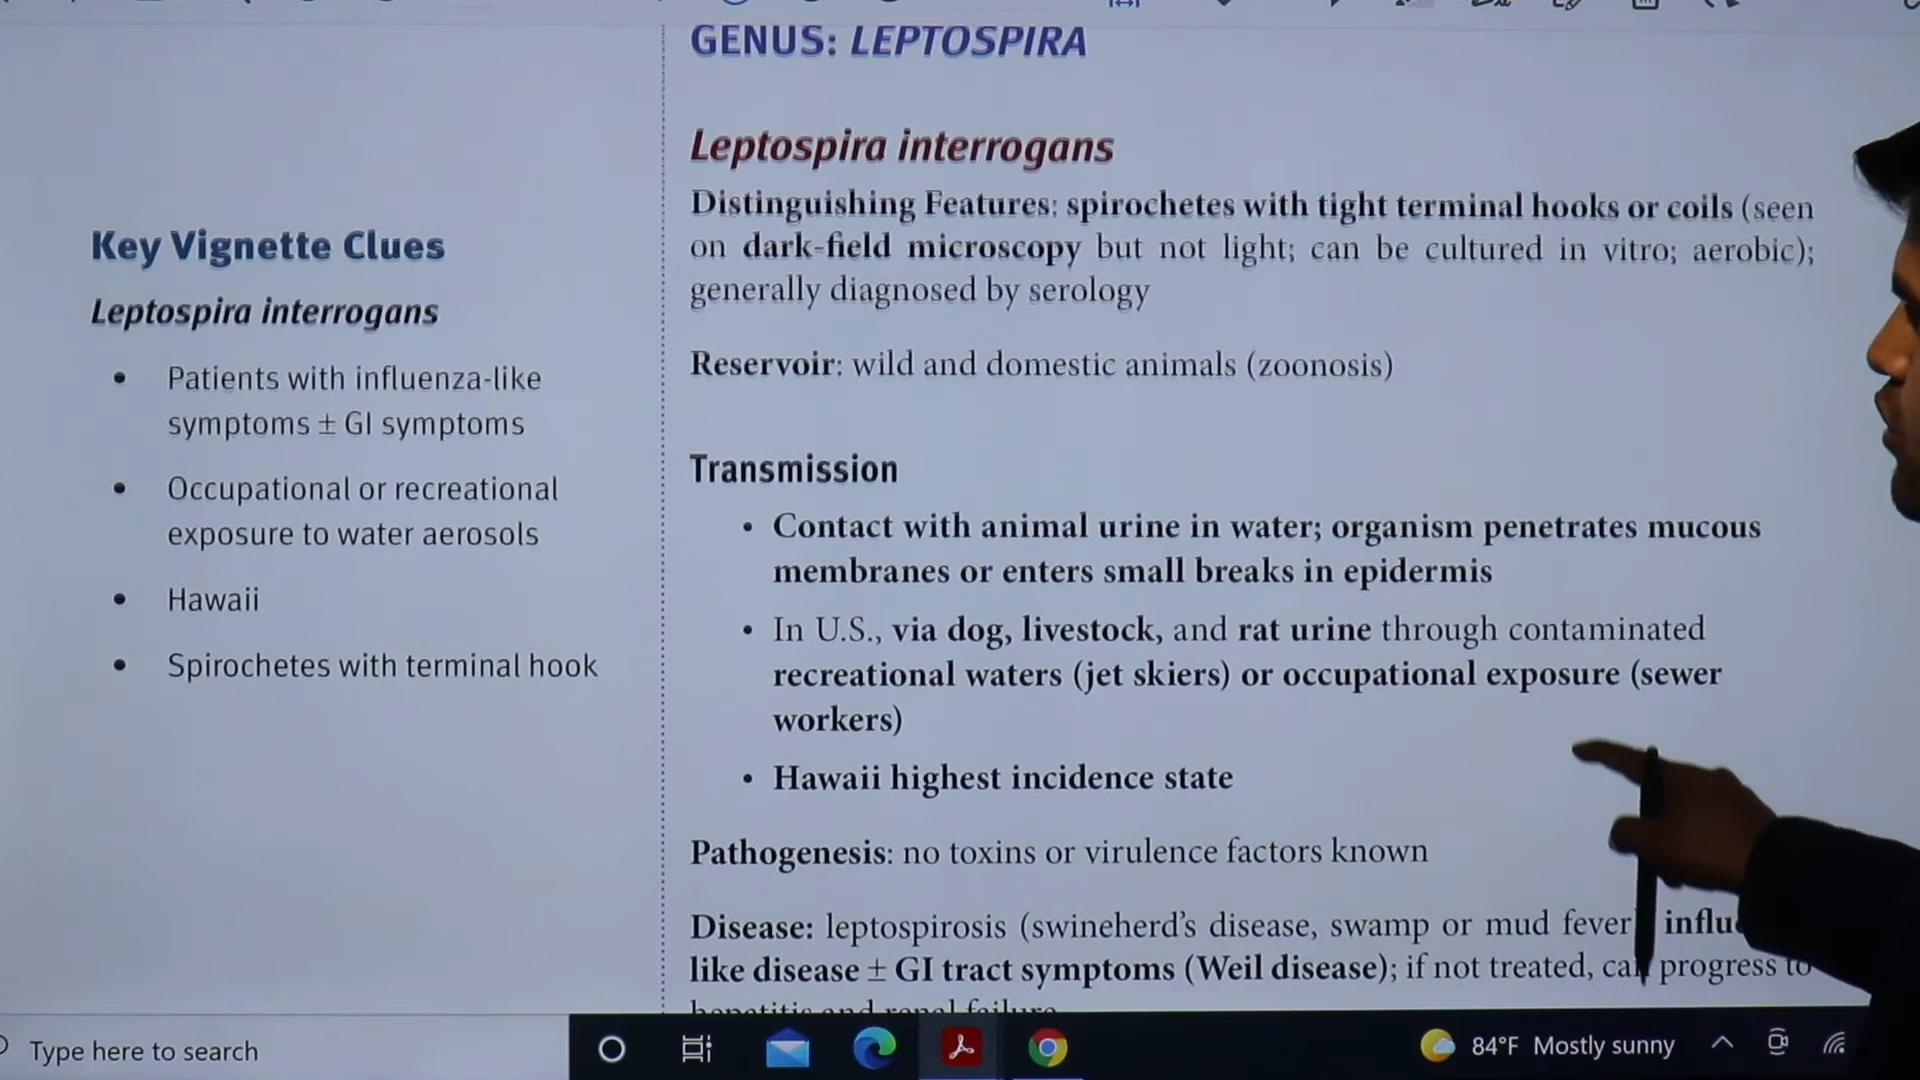 GENUS: LEPTOSPIRA
Leptospira interrogans
Distinguishing Features: spirochetes with tight terminal hooks or coils (seen
on dark-field microscopy but not light; can be cultured in vitro; aerobic);
generally diagnosed by serology
Reservoir: wild and domestic animals (zoonosis)
Transmission
• Contact with animal urine in water; organism penetrates mucous
membranes or enters small breaks in epidermis
• In U.S., via dog, livestock, and rat urine through contaminated
recreational waters (jet skiers) or occupational exposure (sewer
workers)
• Hawaii highest incidence state
Pathogenesis: no toxins or virulence factors known
Disease: leptospirosis (swineherd's disease, swamp or mud fever
like disease ± GI tract symptoms (Weil disease); if not treated, can progress to
hepatitis and renal failure
Key Vignette Clues
Leptospira interrogans
• Patients with influenza-like
symptoms ± GI symptoms
• Occupational or recreational
exposure to water aerosols
• Hawaii
• Spirochetes with terminal hook
Type here to search
84°F Mostly sunny